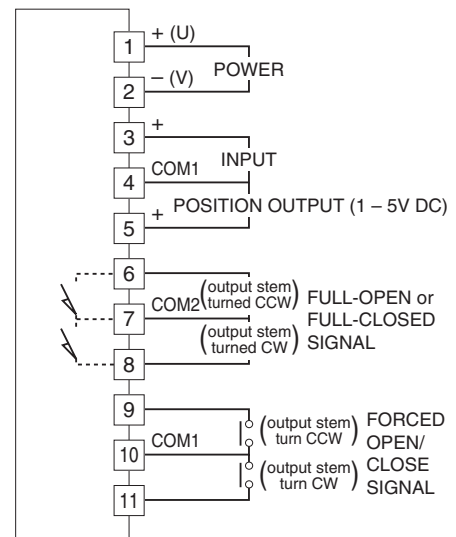 1 + (U)
POWER
2 – (V)
3 +
INPUT
4 COM1
POSITION OUTPUT (1 – 5V DC)
5 +
6
(output stem turned CCW)
FULL-OPEN or
7 COM2
FULL-CLOSED
(output stem turned CW)
SIGNAL
8
9
(output stem turn CCW)
FORCED
OPEN/
10 COM1
CLOSE
(output stem turn CW)
SIGNAL
11